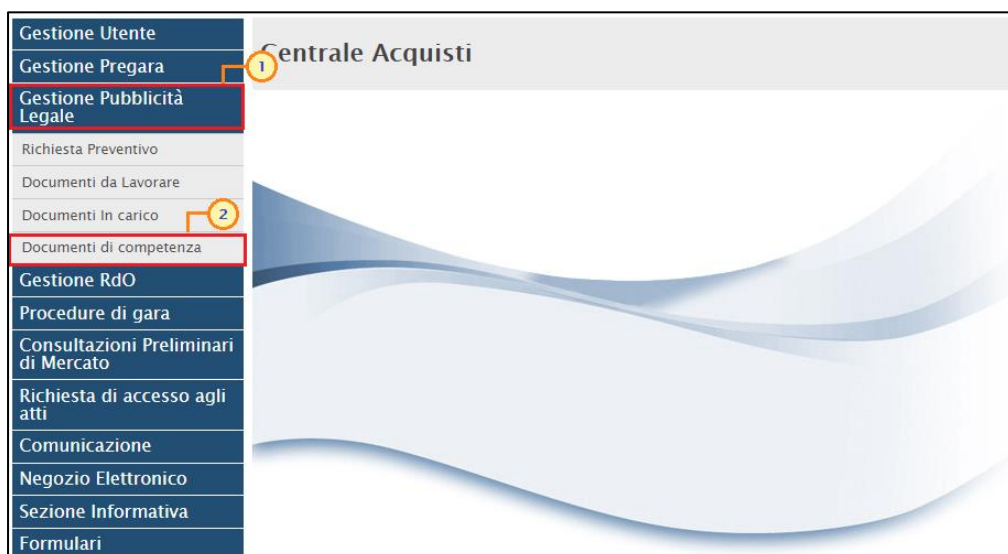 Gestione Utente
Gestione Pregara
Gestione Pubblicità
Legale
Richiesta Preventivo
Documenti da Lavorare
Documenti In carico
Documenti di competenza
Gestione RdO
Procedure di gara
Consultazioni Preliminari
di Mercato
Richiesta di accesso agli
atti
Comunicazione
Negozio Elettronico
Sezione Informativa
Formulari
Centrale Acquisti
1
2